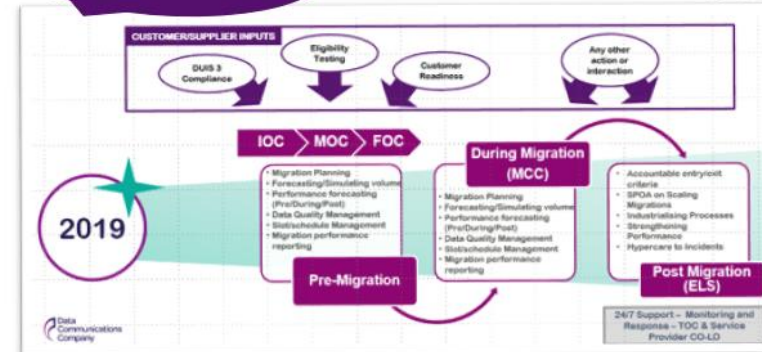 CUSTOMER/SUPPLIER INPUTS
DUIS 3
Compliance
Eligibility
Testing
Customer
Readiness
Any other
action or
interaction
IOC
MOC
FOC
2019
• Migration Planning
• Forecasting/Simulating volume
• Performance forecasting
(Pre/During/Post)
• Data Quality Management
• Slot/schedule Management
• Migration performance
reporting
Pre-Migration
During Migration
(MCC)
• Migration Planning
• Forecasting/Simulating volume
• Performance forecasting
(Pre/During/Post)
• Data Quality Management
• Slot/schedule Management
• Migration performance
reporting
• Accountable entry/exit
criteria
• SPOA on Scaling
Migrations
• Industrialising Processes
• Strengthening
Performance
• Hypercare to Incidents
Post Migration
(ELS)
24/7 Support – Monitoring and
Response – TOC & Service
Provider CO-LO
Data
Communications
Company